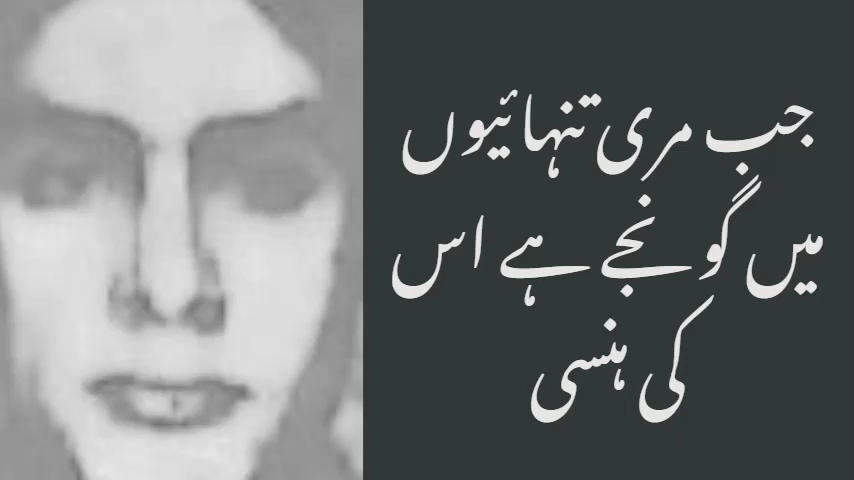 جب مری تنہائیوں
میں گونجے ہے اس
کی ہنسی